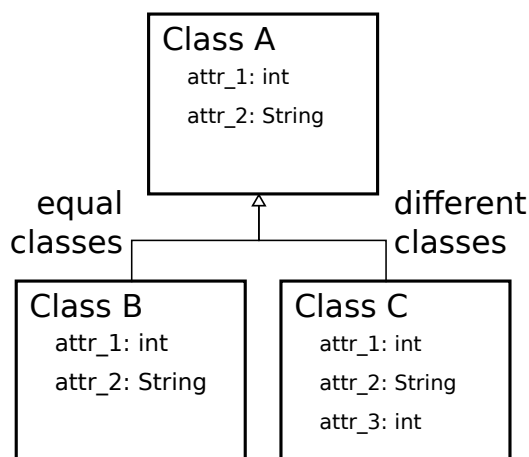 Class A
attr_1: int
attr_2: String
equal
classes
different
classes
Class B
attr_1: int
attr_2: String
Class C
attr_1: int
attr_2: String
attr_3: int